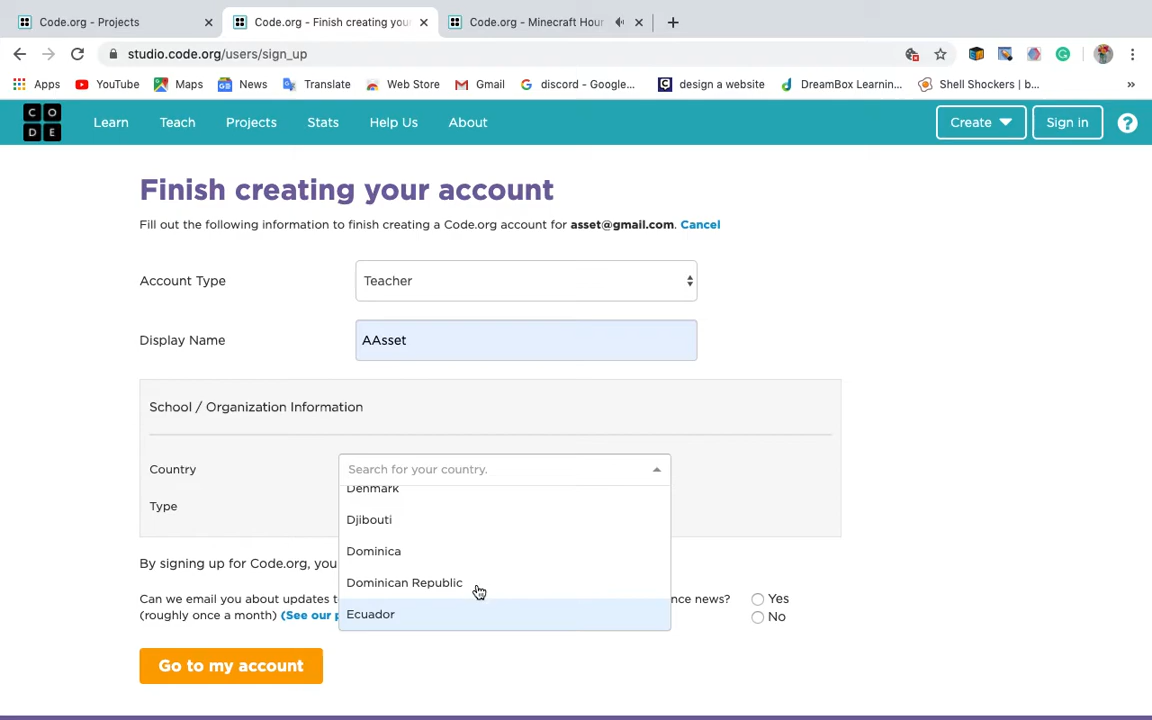 Code.org - Projects
Code.org - Finish creating your
Code.org - Minecraft Hour
studio.code.org/users/sign_up
Apps
YouTube
Maps
News
Translate
Web Store
Gmail
discord - Google...
design a website
DreamBox Learnin...
Shell Shockers | b...
»
C O
D E
Learn
Teach
Projects
Stats
Help Us
About
Create
Sign in
?
Finish creating your account
Fill out the following information to finish creating a Code.org account for asset@gmail.com. Cancel
Account Type
Teacher
Display Name
AAsset
School / Organization Information
Country
Search for your country.
Denmark
Type
Djibouti
Dominica
Dominican Republic
Ecuador
By signing up for Code.org, you
Can we email you about updates t nce news?
(roughly once a month) (See our p
Yes
No
Go to my account